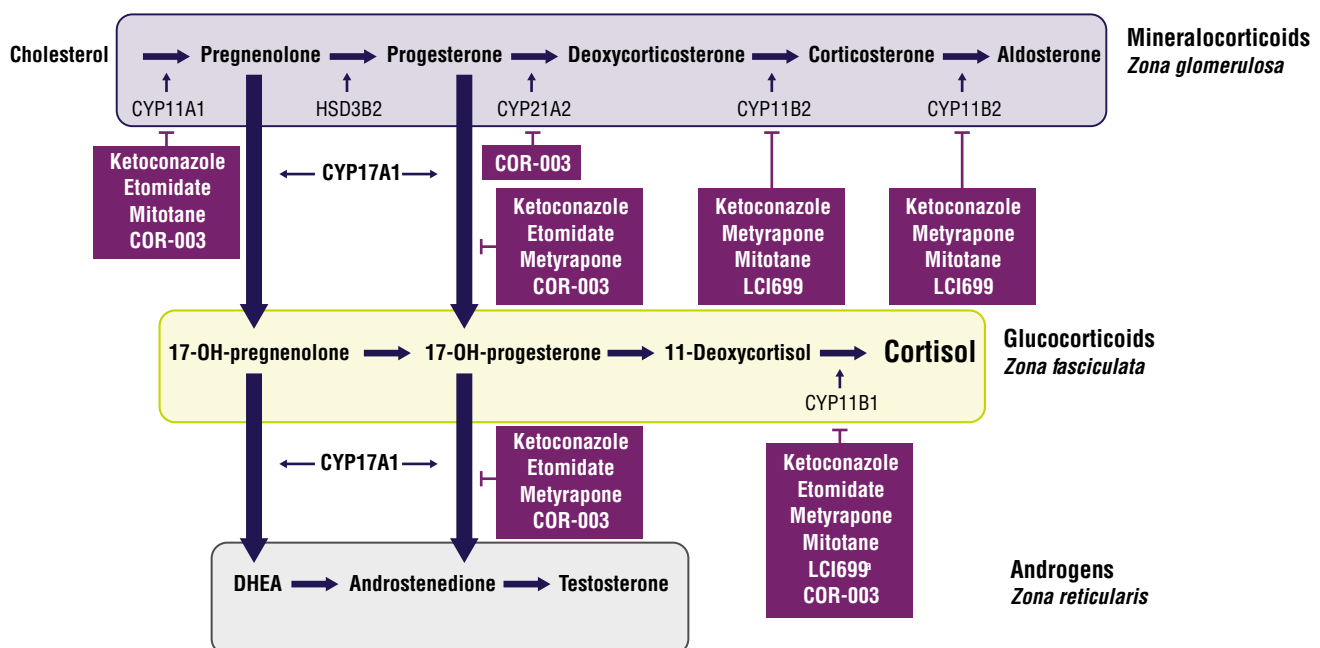 Cholesterol Pregnenolone Progesterone Deoxycorticosterone Corticosterone Aldosterone
Mineralocorticoids
Zona glomerulosa
CYP11A1 HSD3B2 CYP21A2 CYP11B2 CYP11B2
Ketoconazole
Etomidate
Mitotane
COR-003
CYP17A1
COR-003
Ketoconazole
Etomidate
Metyrapone
COR-003
Ketoconazole
Metyrapone
Mitotane
LCI699
Ketoconazole
Metyrapone
Mitotane
LCI699
17-OH-pregnenolone 17-OH-progesterone 11-Deoxycortisol Cortisol
Glucocorticoids
Zona fasciculata
CYP11B1
CYP17A1
Ketoconazole
Etomidate
Metyrapone
COR-003
Ketoconazole
Etomidate
Metyrapone
Mitotane
LCI699ª
COR-003
DHEA Androstenedione Testosterone
Androgens
Zona reticularis